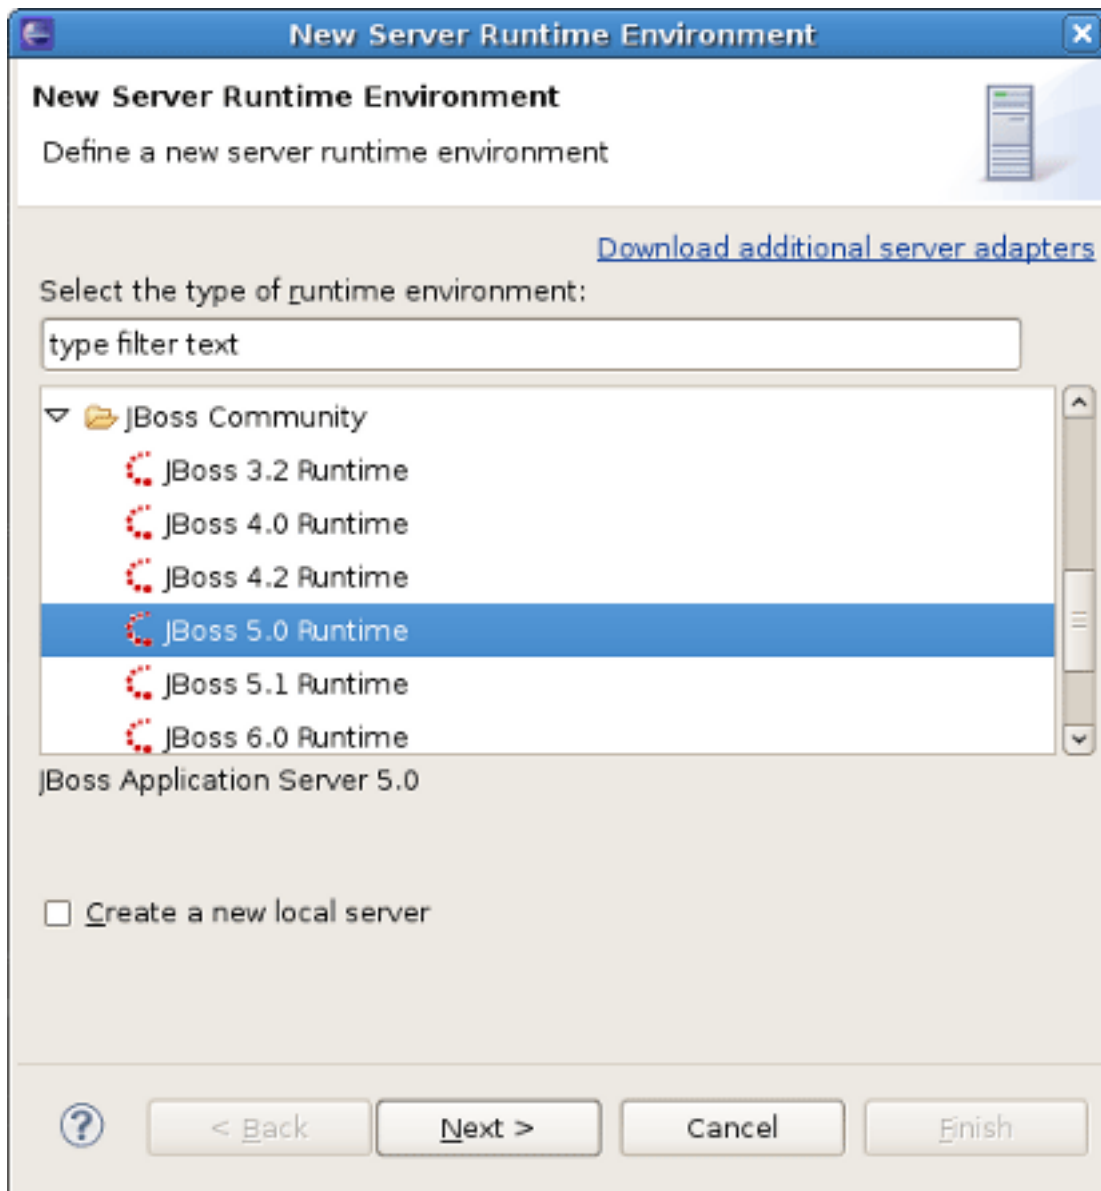 New Server Runtime Environment
New Server Runtime Environment
Define a new server runtime environment
Download additional server adapters
Select the type of runtime environment:
type filter text
JBoss Community
JBoss 3.2 Runtime
JBoss 4.0 Runtime
JBoss 4.2 Runtime
JBoss 5.0 Runtime
JBoss 5.1 Runtime
JBoss 6.0 Runtime
JBoss Application Server 5.0
Create a new local server
? < Back Next > Cancel Finish